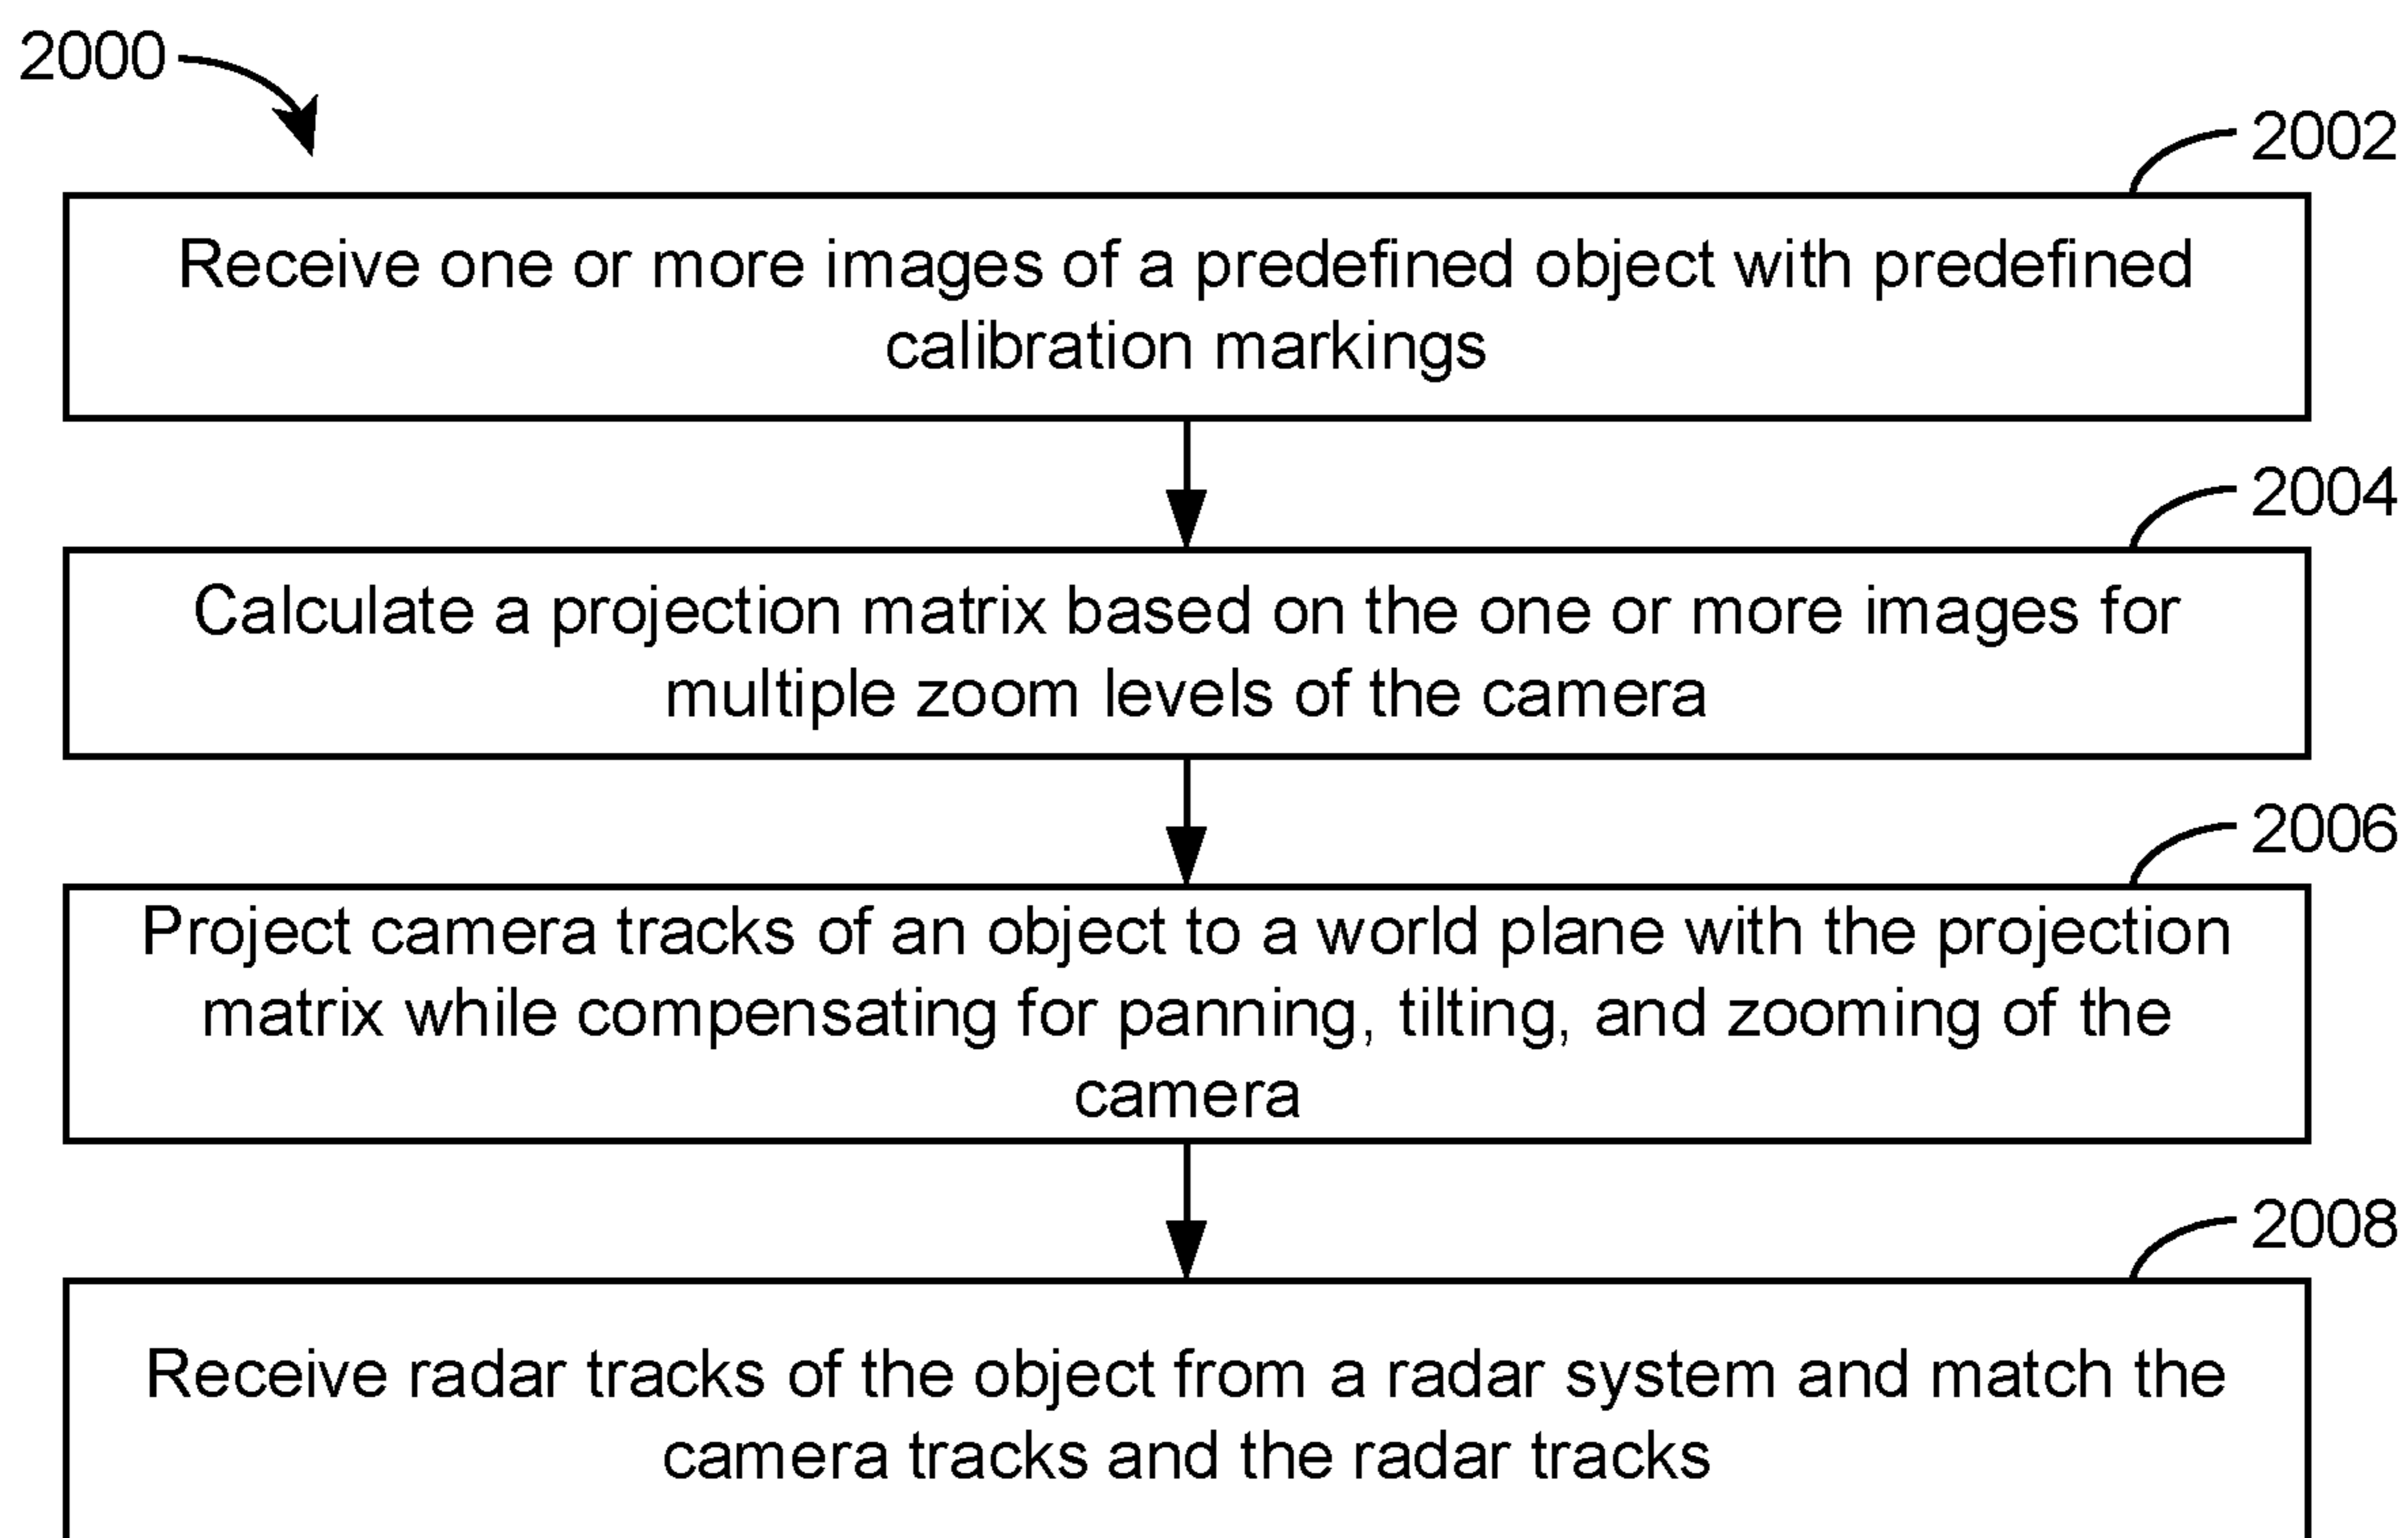 2000
2002
Receive one or more images of a predefined object with predefined
calibration markings
2004
Calculate a projection matrix based on the one or more images for
multiple zoom levels of the camera
2006
Project camera tracks of an object to a world plane with the projection
matrix while compensating for panning, tilting, and zooming of the
camera
2008
Receive radar tracks of the object from a radar system and match the
camera tracks and the radar tracks